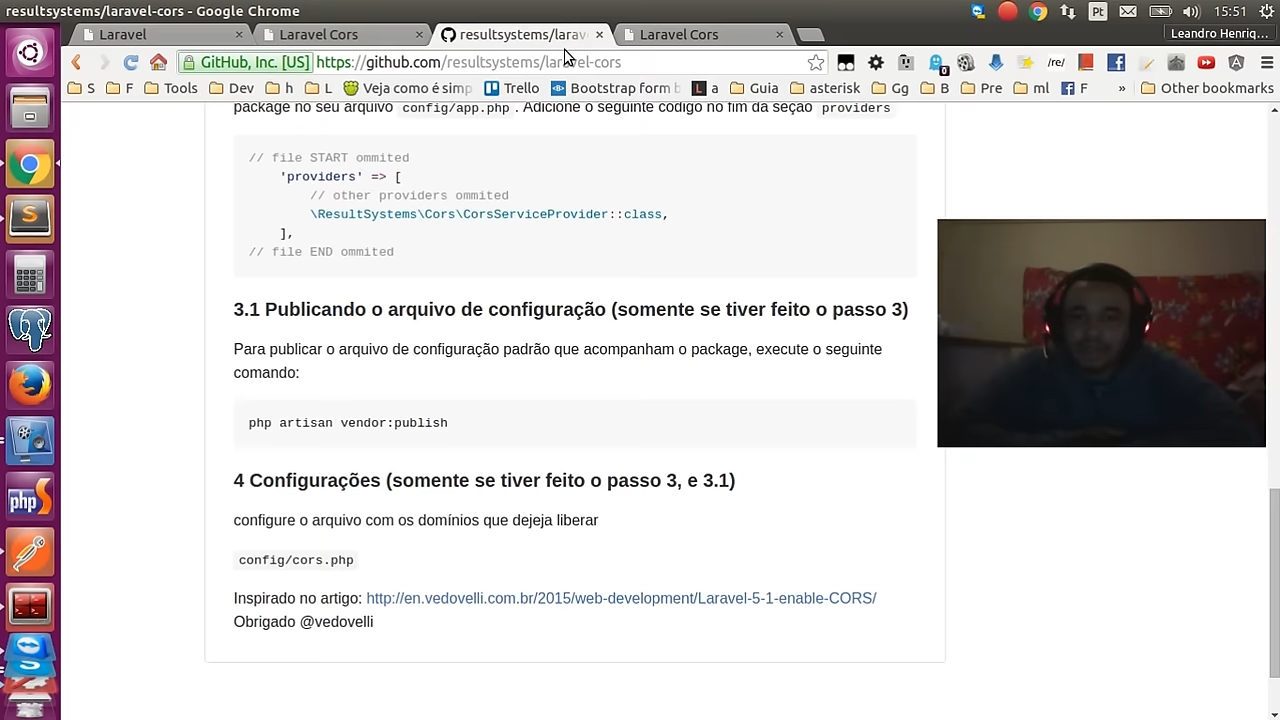 resultsystems/laravel-cors - Google Chrome
Pt
15:51
Laravel
Laravel Cors
resultsystems/larav
Laravel Cors
Leandro Henriq...
GitHub, Inc. [US]
https://github.com/resultsystems/laravel-cors
/re/
S
F
Tools
Dev
h
L
Veja como é simp
Trello
Bootstrap form b
L a
Guia
asterisk
Gg
B
Pre
ml
F
»
Other bookmarks
package no seu arquivo config/app.php . Adicione o seguinte código no fim da seção providers
// file START ommited
'providers' => [
// other providers ommited
\ResultSystems\Cors\CorsServiceProvider::class,
],
// file END ommited
3.1 Publicando o arquivo de configuração (somente se tiver feito o passo 3)
Para publicar o arquivo de configuração padrão que acompanham o package, execute o seguinte
comando:
php artisan vendor:publish
4 Configurações (somente se tiver feito o passo 3, e 3.1)
configure o arquivo com os domínios que dejeja liberar
config/cors.php
Inspirado no artigo: http://en.vedovelli.com.br/2015/web-development/Laravel-5-1-enable-CORS/
Obrigado @vedovelli
S
php S
S